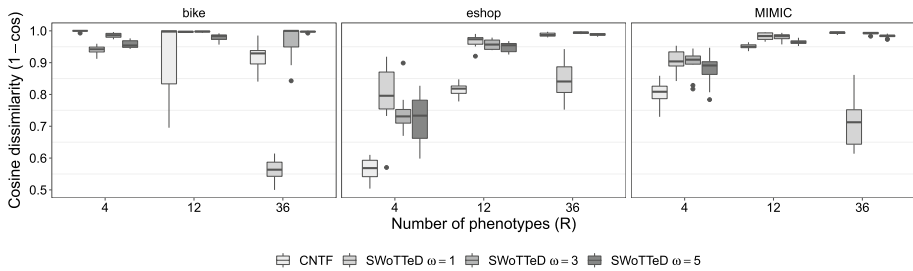 bike
eshop
MIMIC
Cosine dissimilarity (1 − cos)
1.0
0.9
0.8
0.7
0.6
0.5
4 12 36
4 12 36
4 12 36
Number of phenotypes (R)
CNTF SWoTTeD ω = 1 SWoTTeD ω = 3 SWoTTeD ω = 5